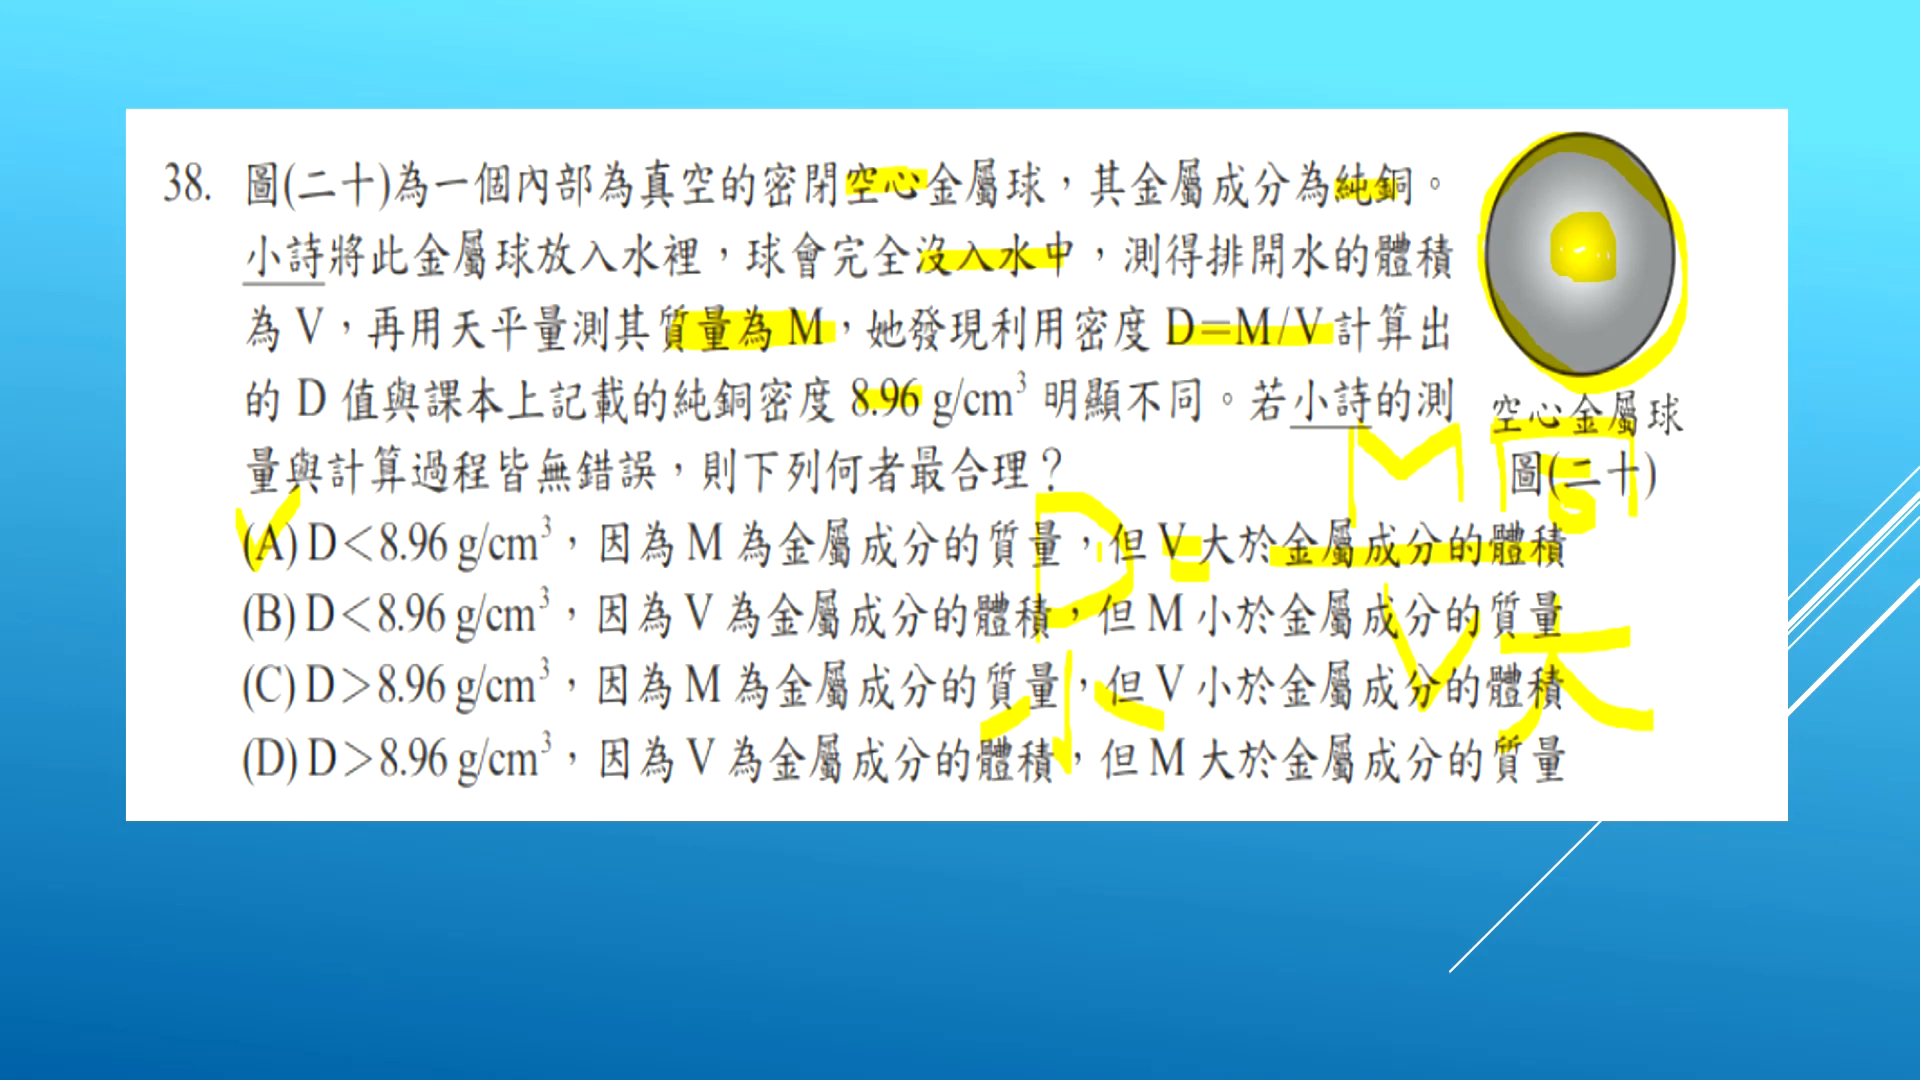 38. 圖(二十)為一個內部為真空的密閉空心金屬球，其金屬成分為純銅。
小詩將此金屬球放入水裡，球會完全沒入水中，測得排開水的體積
為 V，再用天平量測其質量為 M，她發現利用密度 D＝M/V 計算出
的 D 值與課本上記載的純銅密度 8.96 g/cm³ 明顯不同。若小詩的測
量與計算過程皆無錯誤，則下列何者最合理？
空心金屬球
圖(二十)
(A) D＜8.96 g/cm³，因為 M 為金屬成分的質量，但 V 大於金屬成分的體積
(B) D＜8.96 g/cm³，因為 V 為金屬成分的體積，但 M 小於金屬成分的質量
(C) D＞8.96 g/cm³，因為 M 為金屬成分的質量，但 V 小於金屬成分的體積
(D) D＞8.96 g/cm³，因為 V 為金屬成分的體積，但 M 大於金屬成分的質量
M 同
D =
V 大
小